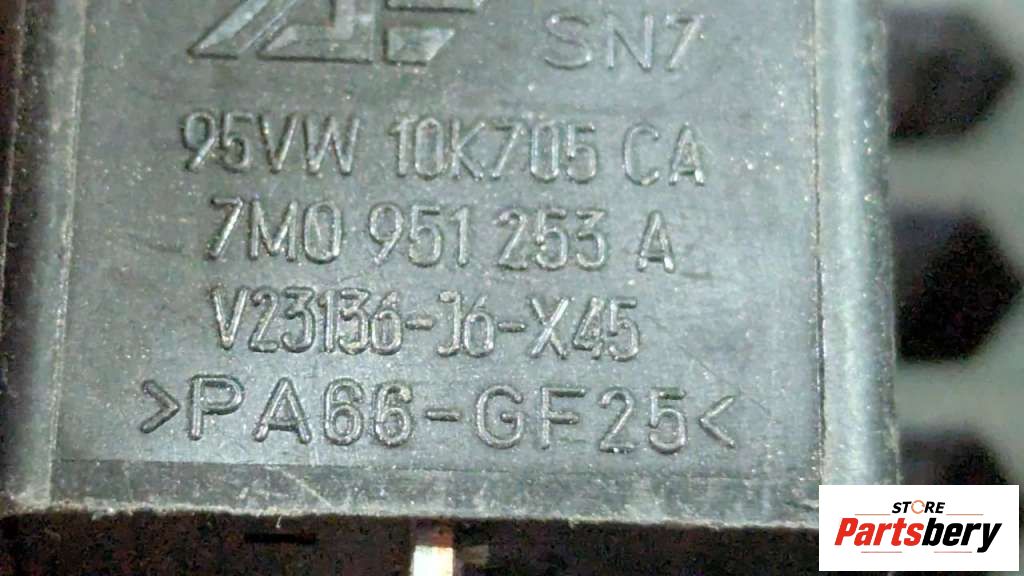 SN7
95VW 10K705 CA
7M0 951 253 A
V23136-J6-X45
>PA66-GF25<
STORE
Partsbery